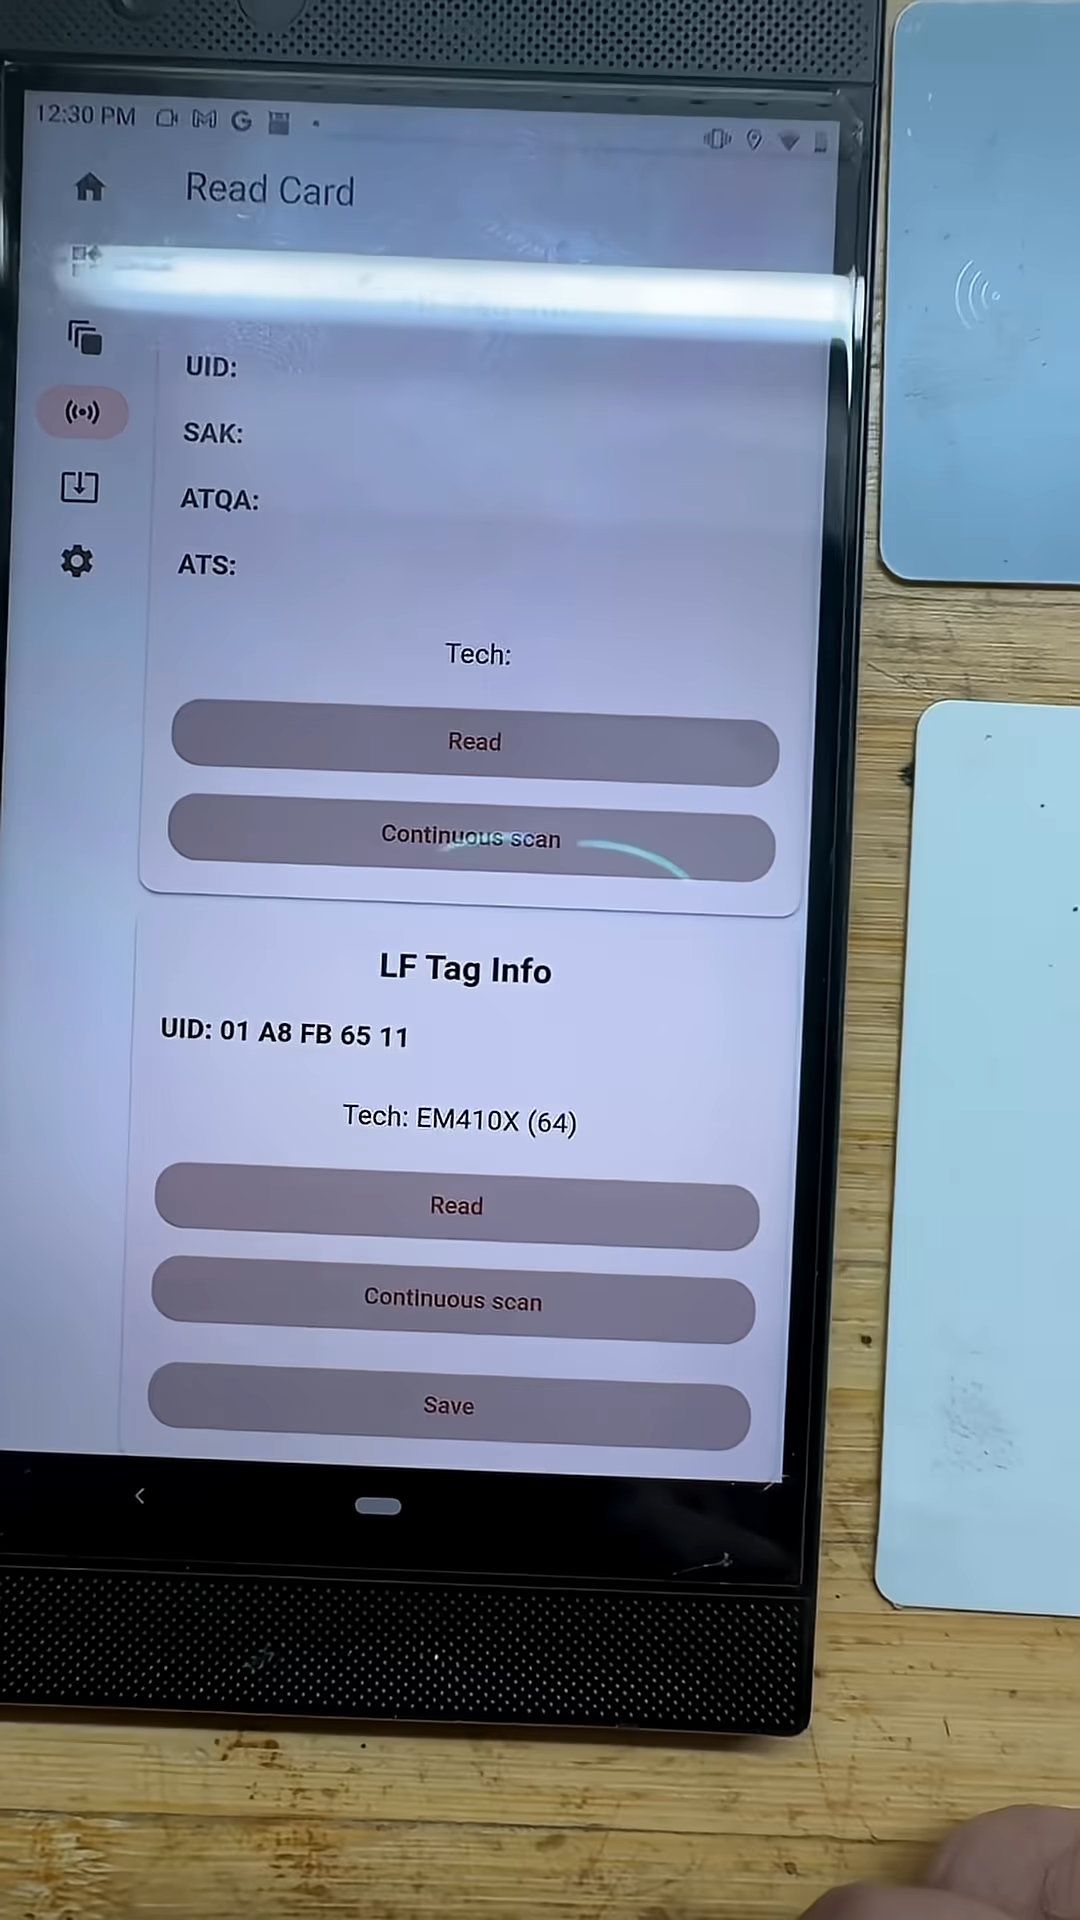 12:30 PM
Read Card
UID:
SAK:
ATQA:
ATS:
Tech:
Read
Continuous scan
LF Tag Info
UID: 01 A8 FB 65 11
Tech: EM410X (64)
Read
Continuous scan
Save